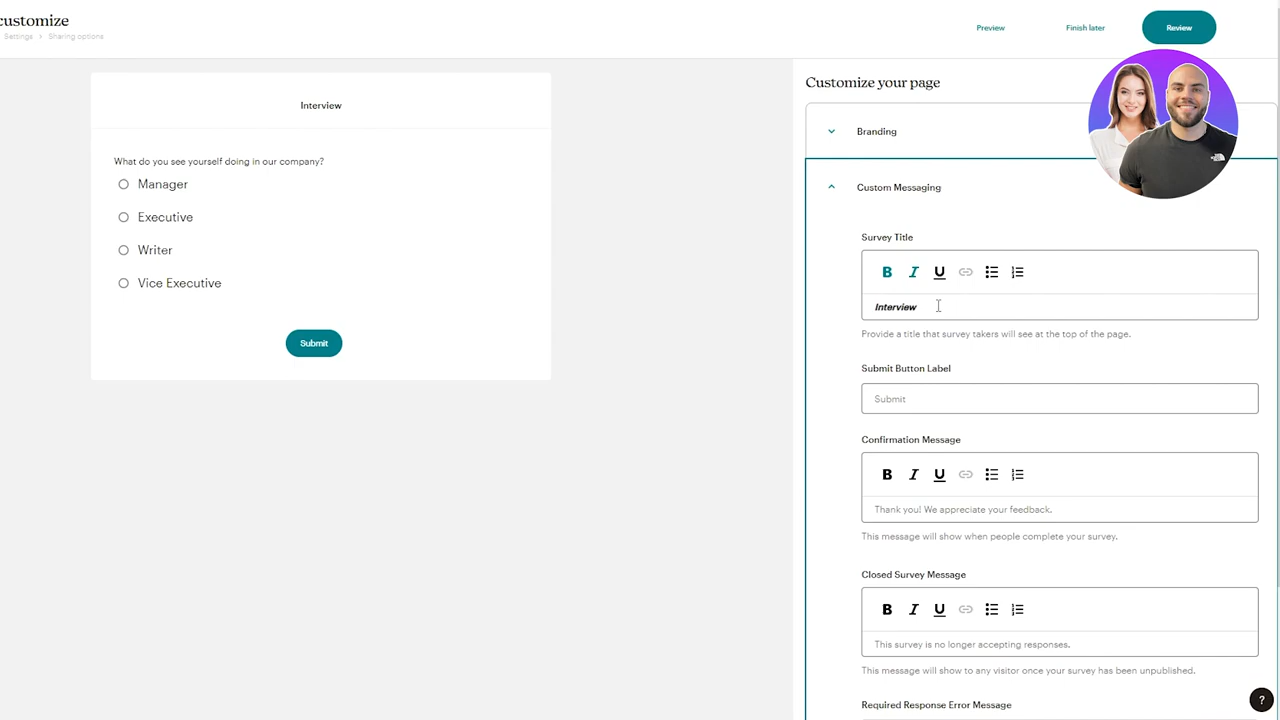 customize
Settings > Sharing options
Preview
Finish later
Review
Interview
What do you see yourself doing in our company?
Manager
Executive
Writer
Vice Executive
Submit
Customize your page
Branding
Custom Messaging
Survey Title
B I U
Interview
Provide a title that survey takers will see at the top of the page.
Submit Button Label
Submit
Confirmation Message
B I U
Thank you! We appreciate your feedback.
This message will show when people complete your survey.
Closed Survey Message
B I U
This survey is no longer accepting responses.
This message will show to any visitor once your survey has been unpublished.
Required Response Error Message
?